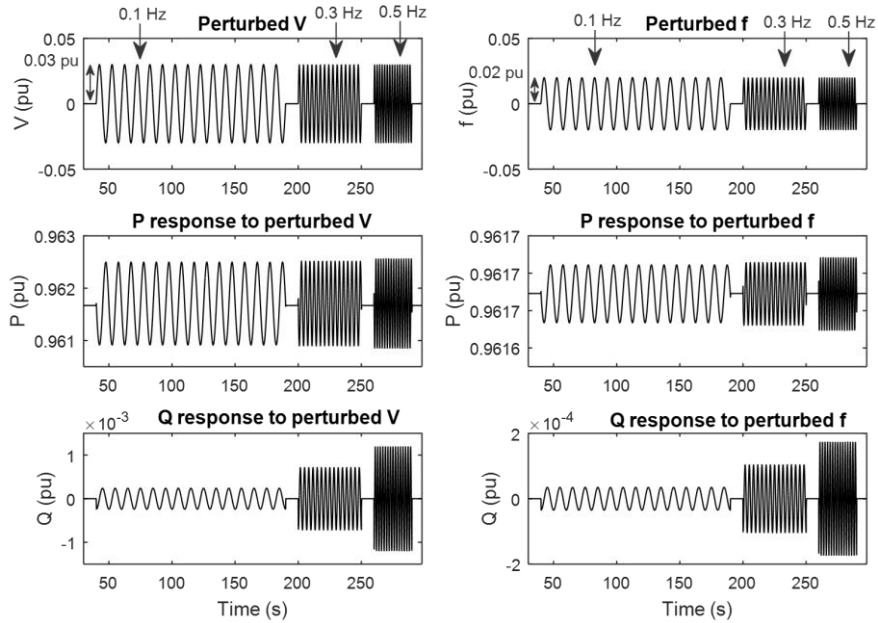 0.1 Hz
0.3 Hz
0.5 Hz
Perturbed V
0.05
0.03 pu
0
-0.05
V (pu)
50 100 150 200 250
0.1 Hz
0.3 Hz
0.5 Hz
Perturbed f
0.05
0.02 pu
0
-0.05
f (pu)
50 100 150 200 250
P response to perturbed V
0.963
0.962
0.961
P (pu)
50 100 150 200 250
P response to perturbed f
0.9617
0.9617
0.9617
0.9616
P (pu)
50 100 150 200 250
Q response to perturbed V
×10⁻³
1
0
-1
Q (pu)
50 100 150 200 250
Time (s)
Q response to perturbed f
×10⁻⁴
2
0
-2
Q (pu)
50 100 150 200 250
Time (s)